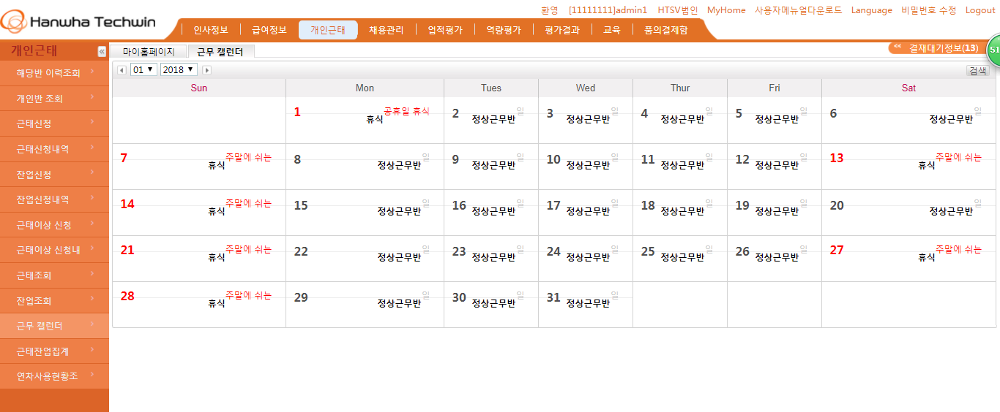 환영 [11111111]admin1 HTSV법인 MyHome 사용자메뉴얼다운로드 Language 비밀번호 수정 Logout
Hanwha Techwin
인사정보 급여정보 개인근태 채용관리 업적평가 역량평가 평가결과 교육 품의결제함
개인근태 «
마이홈페이지 근무 캘런더
결재대기정보(13) 51
해당반 이력조회
개인반 조회
근태신청
근태신청내역
잔업신청
잔업신청내역
근태이상 신청
근태이상 신청내
근태조회
잔업조회
근무 캘런더
근태잔업집계
연차사용현황조
01 2018 검색
Sun Mon Tues Wed Thur Fri Sat
1 공휴일 휴식 2 일 3 일 4 일 5 일 6 일
휴식 정상근무반 정상근무반 정상근무반 정상근무반 정상근무반
7 주말에 쉬는 8 일 9 일 10 일 11 일 12 일 13 주말에 쉬는
휴식 정상근무반 정상근무반 정상근무반 정상근무반 정상근무반 휴식
14 주말에 쉬는 15 일 16 일 17 일 18 일 19 일 20 일
휴식 정상근무반 정상근무반 정상근무반 정상근무반 정상근무반 정상근무반
21 주말에 쉬는 22 일 23 일 24 일 25 일 26 일 27 주말에 쉬는
휴식 정상근무반 정상근무반 정상근무반 정상근무반 정상근무반 휴식
28 주말에 쉬는 29 일 30 일 31 일
휴식 정상근무반 정상근무반 정상근무반